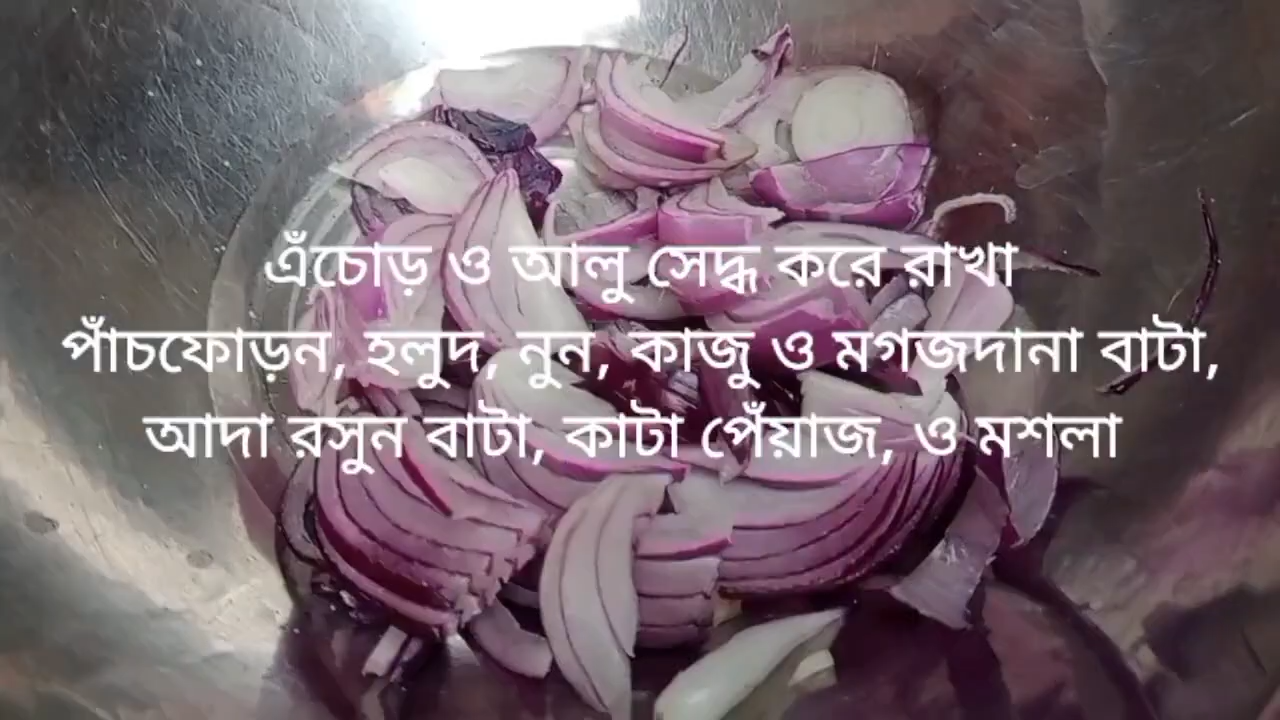 এঁচোড় ও আলু সেদ্ধ করে রাখা
পাঁচফোড়ন, হলুদ, নুন, কাজু ও মগজদানা বাটা,
আদা রসুন বাটা, কাটা পেঁয়াজ, ও মশলা